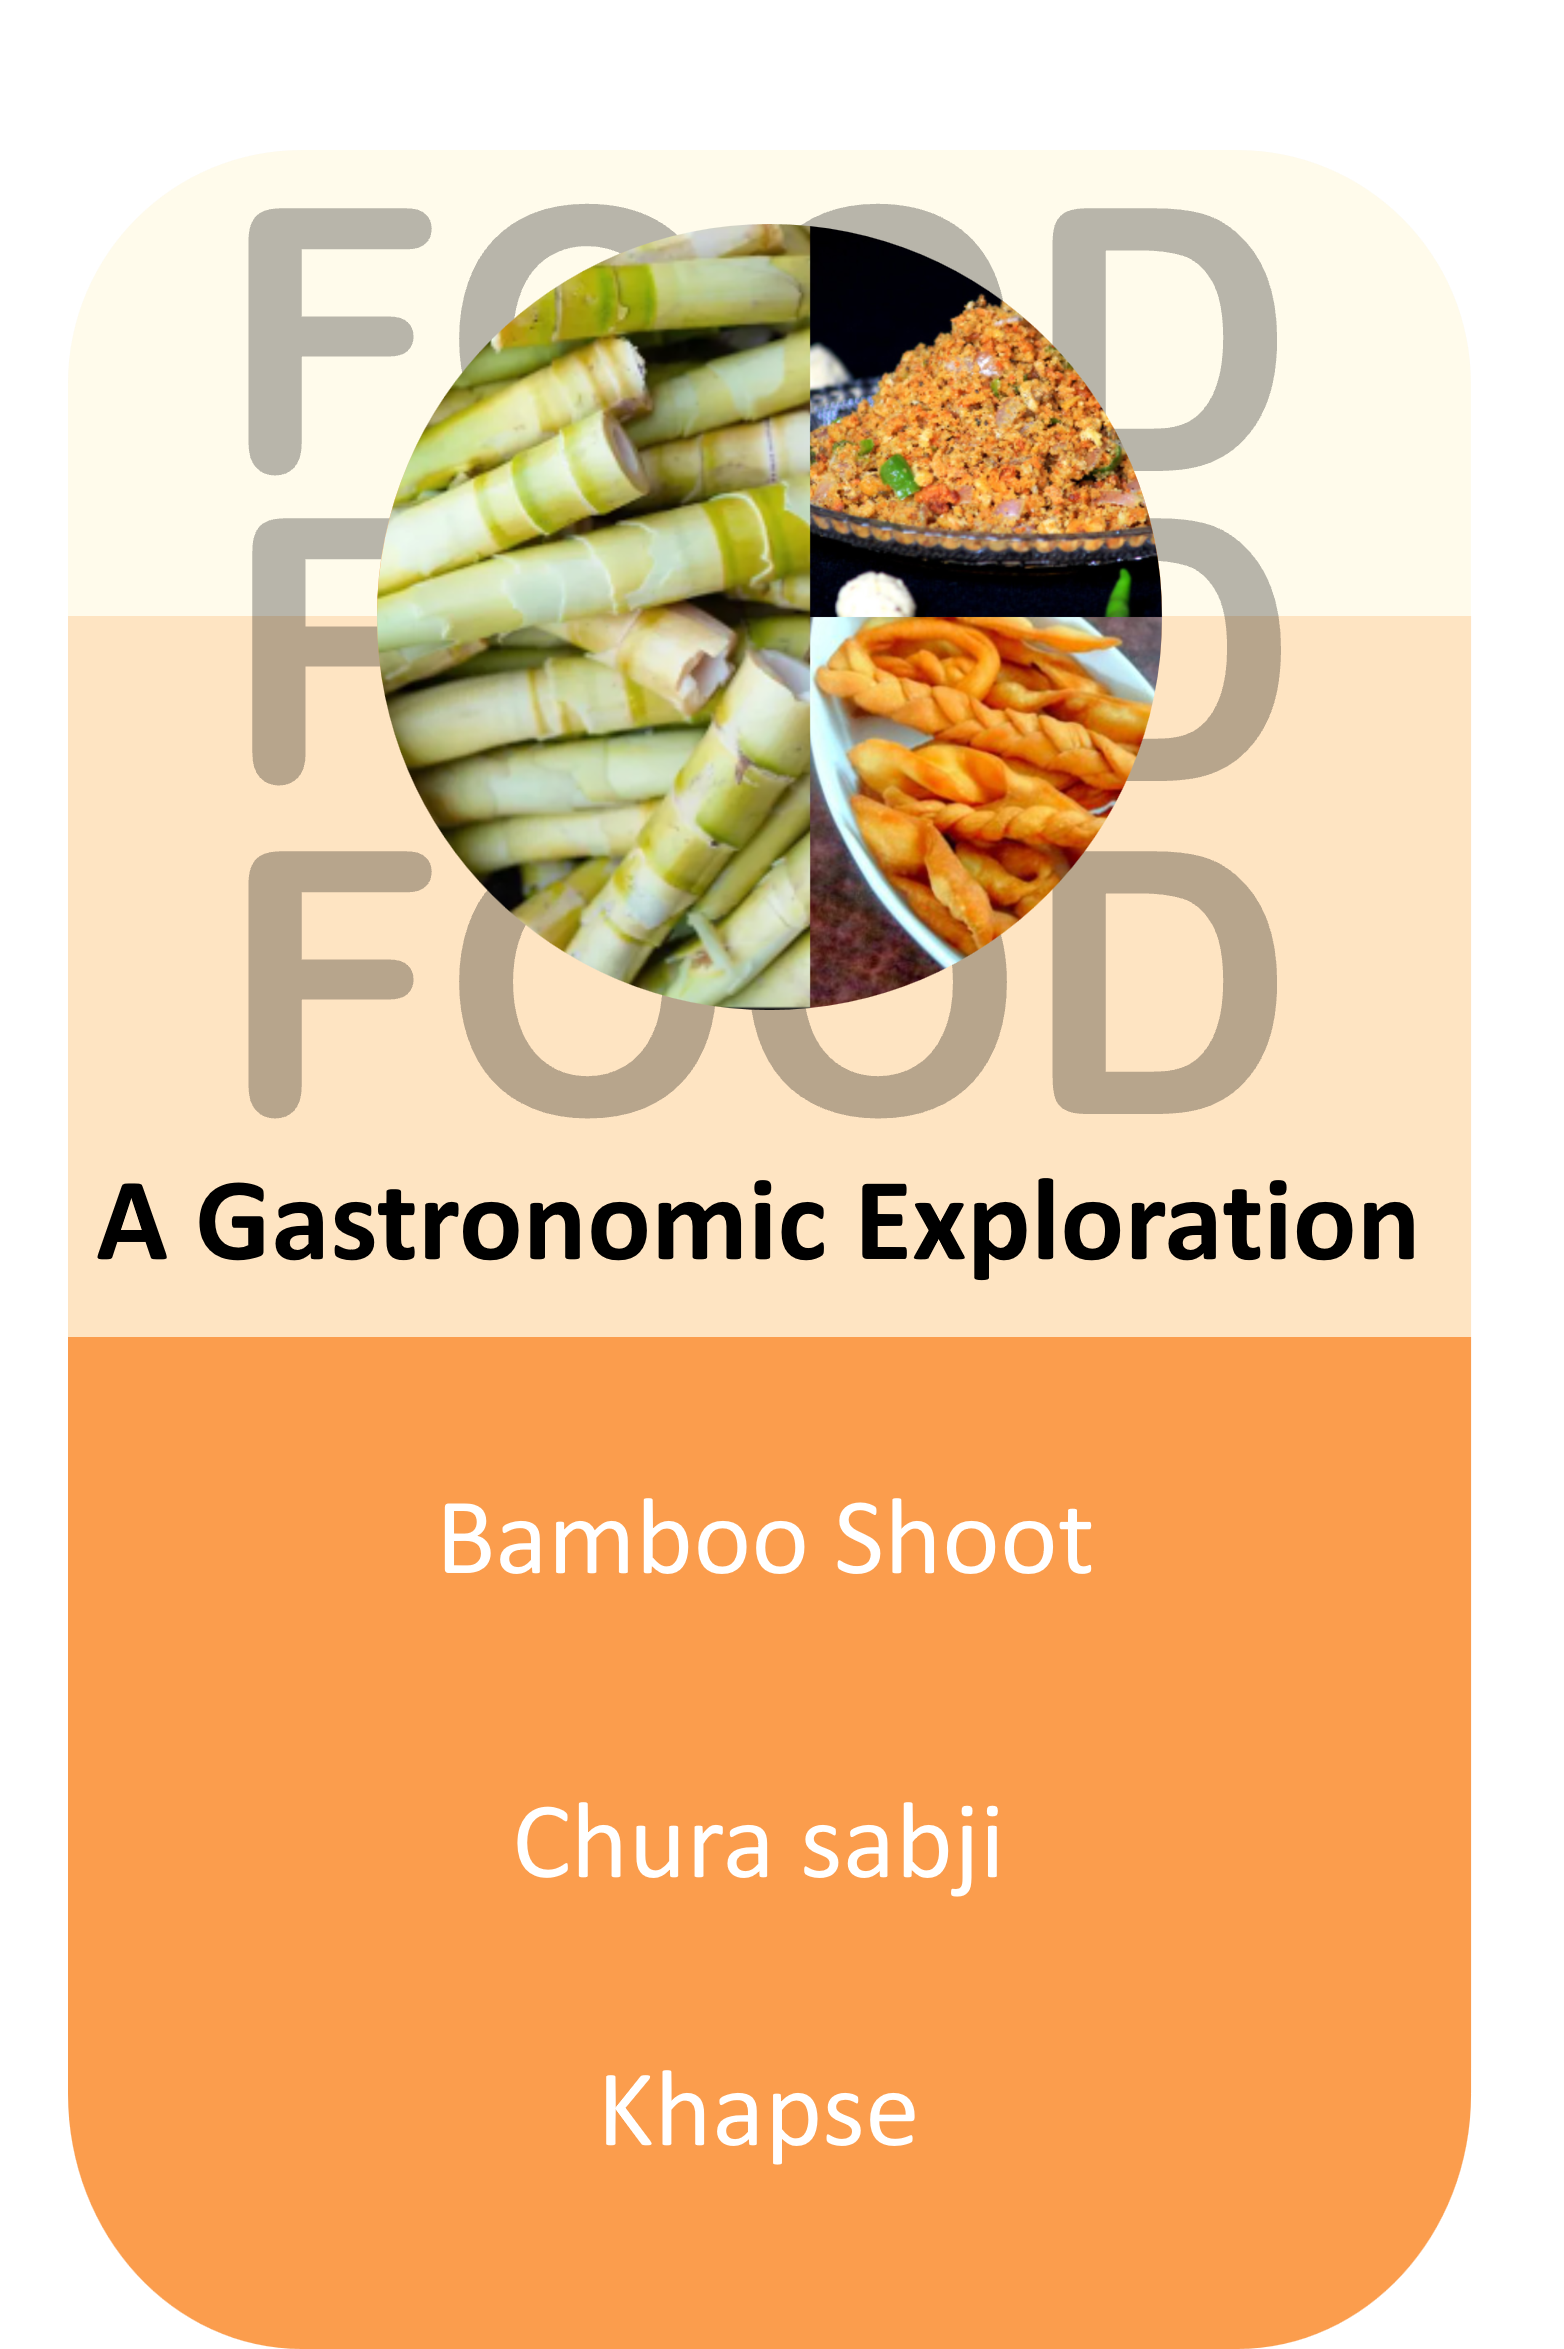 FOOD
FOOD
FOOD
A Gastronomic Exploration
Bamboo Shoot
Chura sabji
Khapse